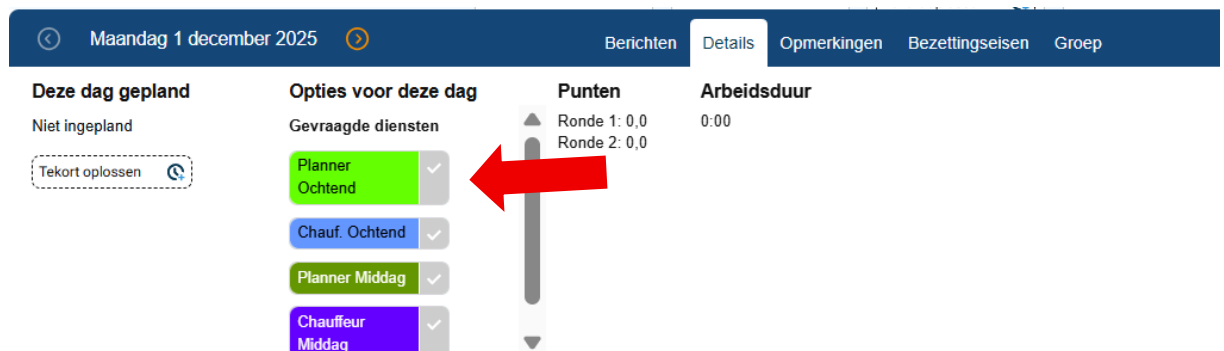 Maandag 1 december 2025
Berichten Details Opmerkingen Bezettingseisen Groep
Deze dag gepland
Niet ingepland
Tekort oplossen
Opties voor deze dag
Gevraagde diensten
Planner
Ochtend
Chauf. Ochtend
Planner Middag
Chauffeur
Middag
Punten
Ronde 1: 0,0
Ronde 2: 0,0
Arbeidsduur
0:00